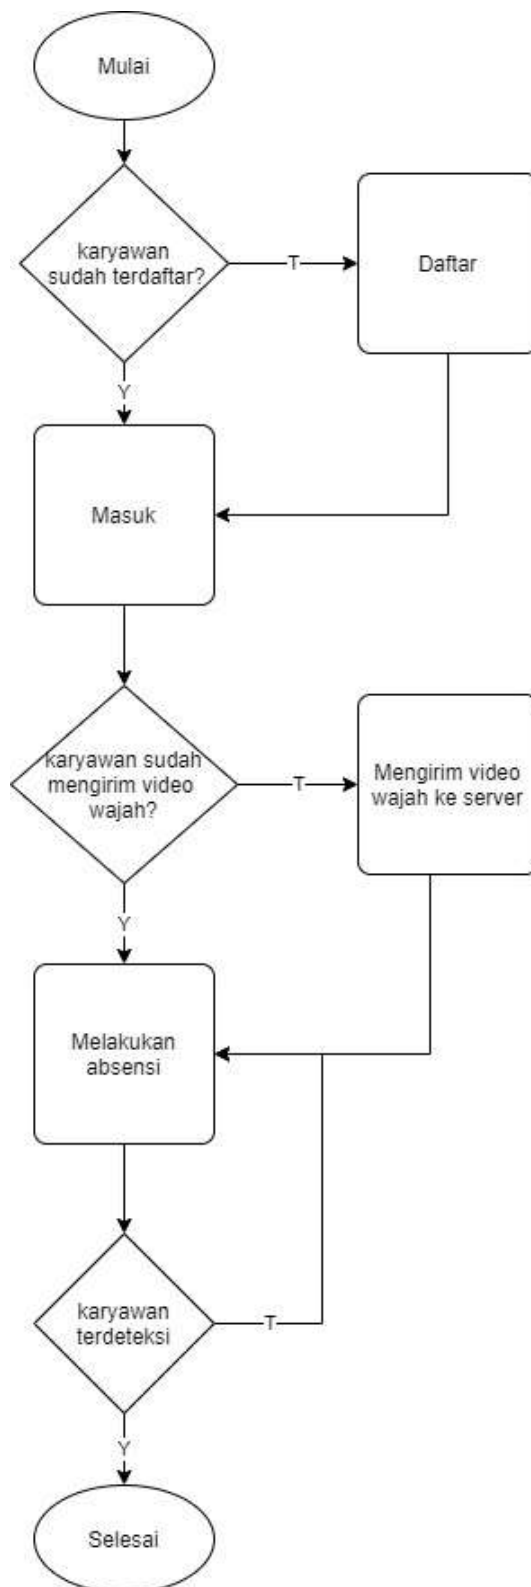 Mulai
karyawan
sudah terdaftar?
T
Daftar
Y
Masuk
karyawan sudah
mengirim video
wajah?
T
Mengirim video
wajah ke server
Y
Melakukan
absensi
karyawan
terdeteksi
T
Y
Selesai